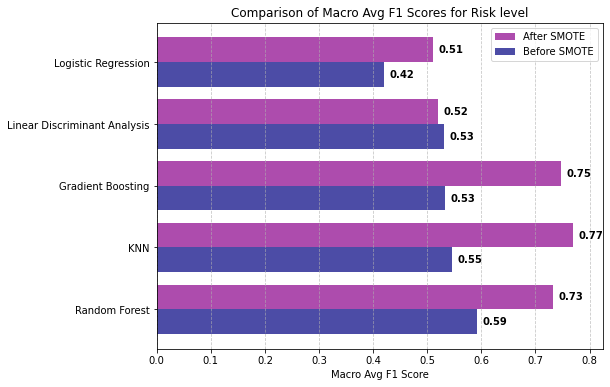 Comparison of Macro Avg F1 Scores for Risk level
After SMOTE
Before SMOTE
Logistic Regression
0.51
0.42
Linear Discriminant Analysis
0.52
0.53
Gradient Boosting
0.75
0.53
KNN
0.77
0.55
Random Forest
0.73
0.59
0.0 0.1 0.2 0.3 0.4 0.5 0.6 0.7 0.8
Macro Avg F1 Score